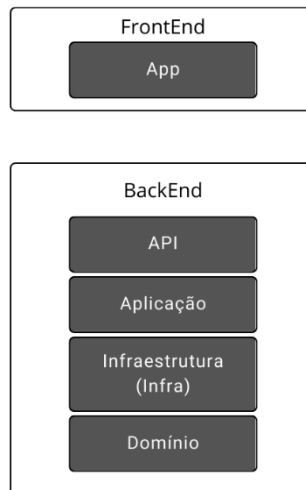 FrontEnd
App
BackEnd
API
Aplicação
Infraestrutura
(Infra)
Domínio